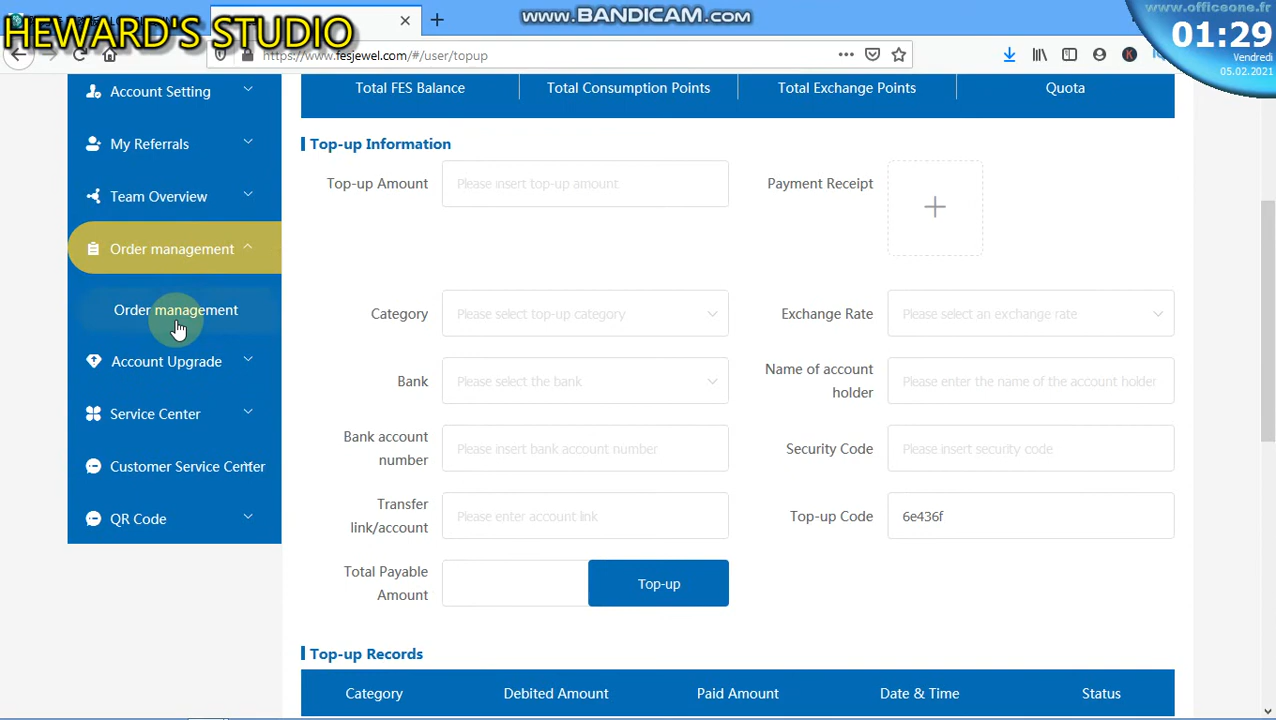 www.BANDICAM.com
www.officeone.fr
HEWARD'S STUDIO
01:29
Vendredi
05.02.2021
https://www.fesjewel.com/#/user/topup
Account Setting
My Referrals
Team Overview
Order management
Order management
Account Upgrade
Service Center
Customer Service Center
QR Code
Total FES Balance
Total Consumption Points
Total Exchange Points
Quota
Top-up Information
Top-up Amount
Please insert top-up amount
Payment Receipt
Category
Please select top-up category
Exchange Rate
Please select an exchange rate
Bank
Please select the bank
Name of account
holder
Please enter the name of the account holder
Bank account
number
Please insert bank account number
Security Code
Please insert security code
Transfer
link/account
Please enter account link
Top-up Code
6e436f
Total Payable
Amount
Top-up
Top-up Records
Category
Debited Amount
Paid Amount
Date & Time
Status